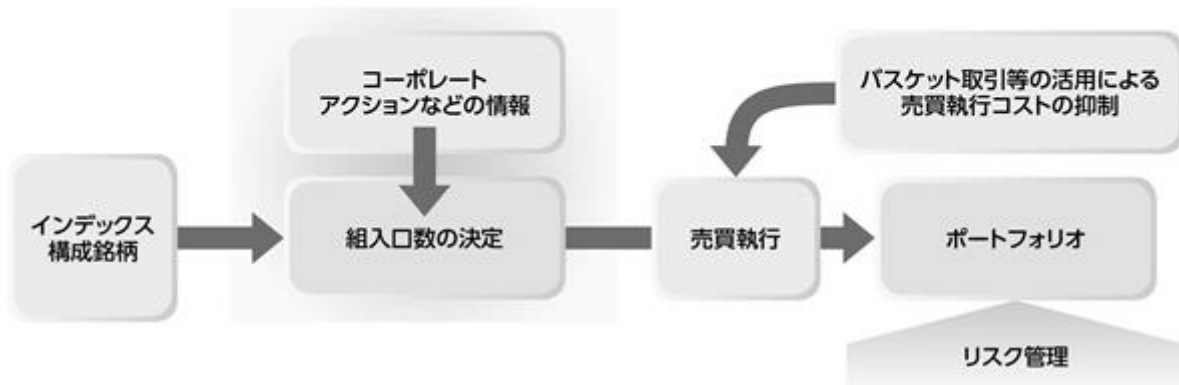 コーポレート
アクションなどの情報
バスケット取引等の活用による
売買執行コストの抑制
インデックス
構成銘柄
組入口数の決定
売買執行
ポートフォリオ
リスク管理